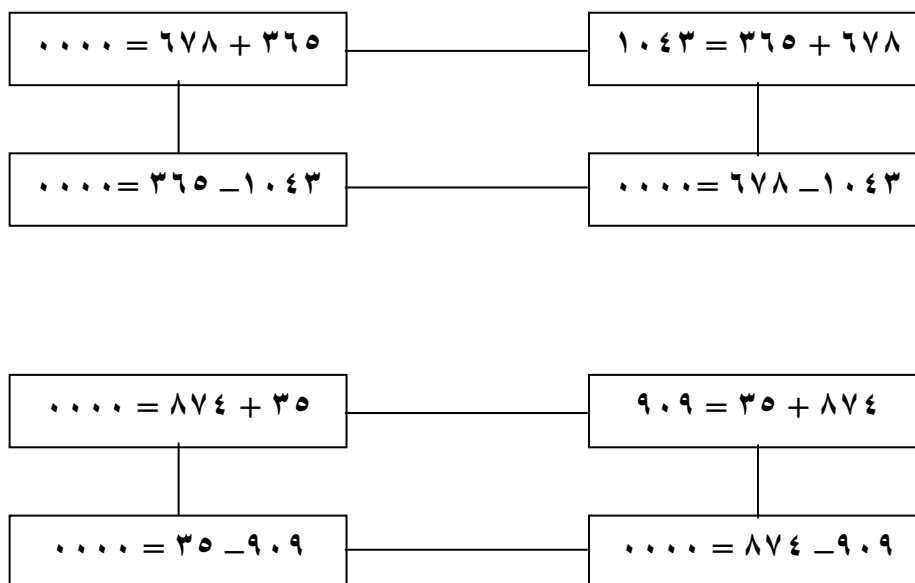 ٦٧٨ + ٣٦٥ = ١٠٤٣
٣٦٥ + ٦٧٨ = ٠٠٠٠
١٠٤٣ – ٦٧٨ = ٠٠٠٠
١٠٤٣ – ٣٦٥ = ٠٠٠٠
٨٧٤ + ٣٥ = ٩٠٩
٣٥ + ٨٧٤ = ٠٠٠٠
٩٠٩ – ٨٧٤ = ٠٠٠٠
٩٠٩ – ٣٥ = ٠٠٠٠